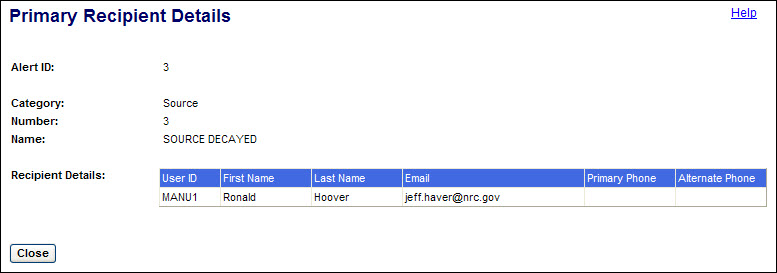 Primary Recipient Details Help
Alert ID: 3
Category: Source
Number: 3
Name: SOURCE DECAYED
Recipient Details: User ID First Name Last Name Email Primary Phone Alternate Phone
MANU1 Ronald Hoover jeff.haver@nrc.gov
Close